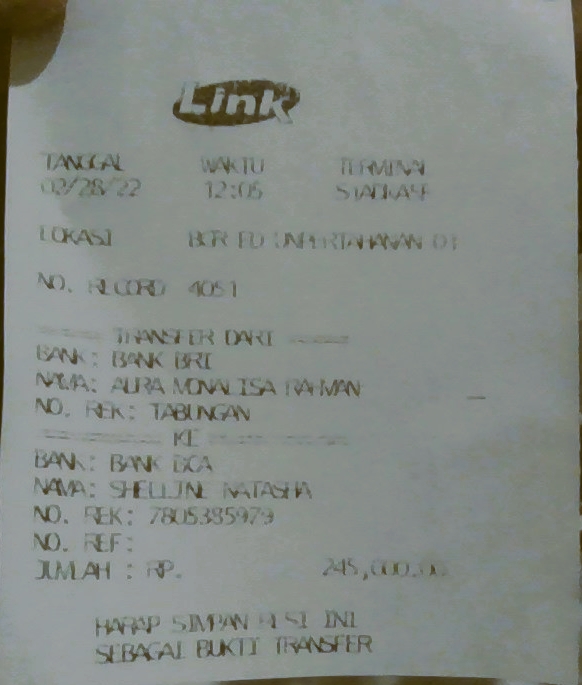 Link
TANGGAL WAKTU TERMINAL
02/28/22 12:05
LOKASI BGR ED UNPERTAHANAN 01
NO. RECORD 4051
TRANSFER DARI
BANK: BANK BRI
NAMA: AURA MONALISA RAHMAN
NO. REK: TABUNGAN
KE
BANK: BANK BCA
NAMA: SHELLINE NATASHA
NO. REK: 7805385979
NO. REF:
JUMLAH : RP. 245,000.00
HARAP SIMPAN RESI INI
SEBAGAI BUKTI TRANSFER